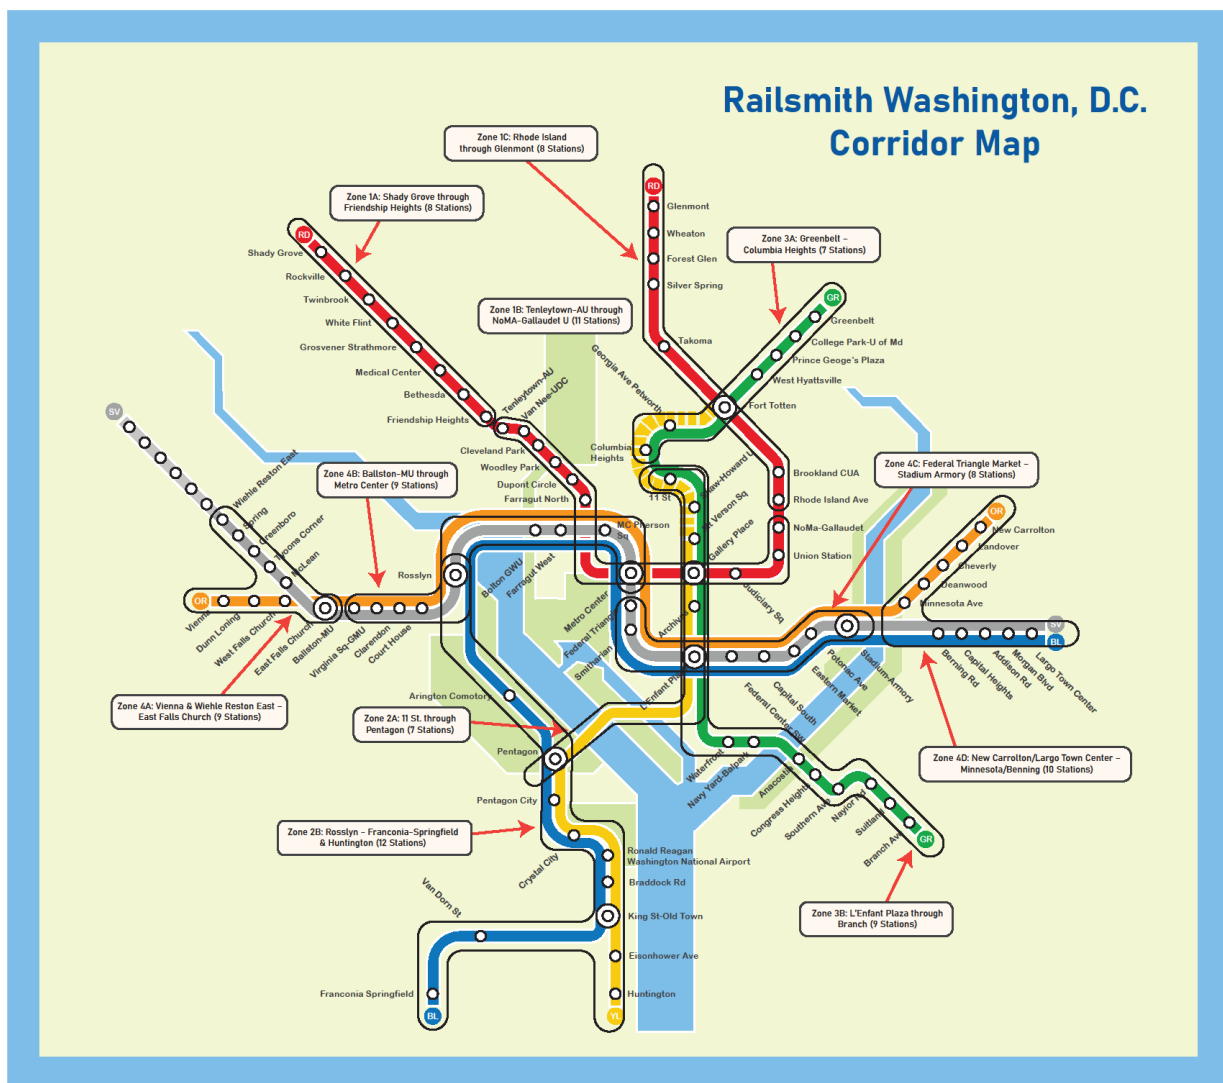 Railsmith Washington, D.C.
Corridor Map
Zone 1C: Rhode Island
through Glenmont (8 Stations)
Zone 1A: Shady Grove through
Friendship Heights (8 Stations)
Zone 3A: Greenbelt –
Columbia Heights (7 Stations)
Zone 1B: Tenleytown-AU through
NoMA-Gallaudet U (11 Stations)
Zone 4B: Ballston-MU through
Metro Center (9 Stations)
Zone 4C: Federal Triangle Market –
Stadium Armory (8 Stations)
Zone 4A: Vienna & Wiehle Reston East –
East Falls Church (9 Stations)
Zone 2A: 11 St. through
Pentagon (7 Stations)
Zone 4D: New Carrolton/Largo Town Center –
Minnesota/Benning (10 Stations)
Zone 2B: Rosslyn – Franconia-Springfield
& Huntington (12 Stations)
Zone 3B: L'Enfant Plaza through
Branch (9 Stations)
RD
Shady Grove
Rockville
Twinbrook
White Flint
Grosvener Strathmore
Medical Center
Bethesda
Friendship Heights
Tenleytown-AU
Van Nee-UDC
Cleveland Park
Woodley Park
Dupont Circle
Farragut North
RD
Glenmont
Wheaton
Forest Glen
Silver Spring
Takoma
Fort Totten
Brookland CUA
Rhode Island Ave
NoMa-Gallaudet
Union Station
Judiciary Sq
Gallery Place
GR
Greenbelt
College Park-U of Md
Prince Geoge's Plaza
West Hyattsville
Georgia Ave Petworth
Columbia
Heights
11 St
Shaw-Howard U
Mt Verson Sq
Archives
SV
Wiehle Reston East
Spring
Greenboro
Tysons Corner
McLean
OR
Vienna
Dunn Loning
West Falls Church
East Falls Church
Ballston-MU
Virginia Sq-GMU
Clarendon
Court House
Rosslyn
Bolton GWU
Farragut West
MC Pherson
Sq
Metro Center
Federal Triangle
Smitharian
L'Enfant Plaza
Federal Center SW
Capital South
Eastern Market
Potonac Ave
Stadium-Armory
OR
New Carrolton
Landover
Cheverly
Deanwood
Minnesota Ave
SV
BL
Berning Rd
Capital Heights
Addison Rd
Morgan Blvd
Largo Town Center
Arington Comotory
Pentagon
Pentagon City
Crystal City
Ronald Reagan
Washington National Airport
Braddock Rd
King St-Old Town
Eisonhower Ave
Huntington
YL
Van Dorn St
Franconia Springfield
BL
Waterfront
Navy Yard-Balpark
Anacostia
Congress Heights
Southern Ave
Naylor Rd
Suitland
Branch Ave
GR